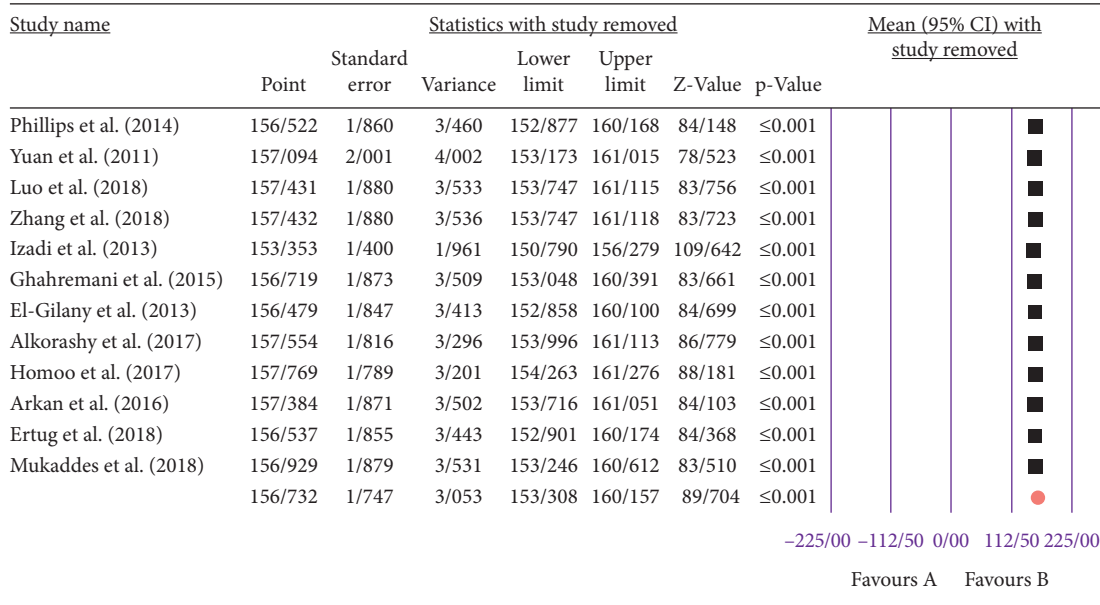 Study name Statistics with study removed Mean (95% CI) with
study removed
Standard Lower Upper
Point error Variance limit limit Z-Value p-Value
Phillips et al. (2014) 156/522 1/860 3/460 152/877 160/168 84/148 ≤0.001
Yuan et al. (2011) 157/094 2/001 4/002 153/173 161/015 78/523 ≤0.001
Luo et al. (2018) 157/431 1/880 3/533 153/747 161/115 83/756 ≤0.001
Zhang et al. (2018) 157/432 1/880 3/536 153/747 161/118 83/723 ≤0.001
Izadi et al. (2013) 153/353 1/400 1/961 150/790 156/279 109/642 ≤0.001
Ghahremani et al. (2015) 156/719 1/873 3/509 153/048 160/391 83/661 ≤0.001
El-Gilany et al. (2013) 156/479 1/847 3/413 152/858 160/100 84/699 ≤0.001
Alkorashy et al. (2017) 157/554 1/816 3/296 153/996 161/113 86/779 ≤0.001
Homoo et al. (2017) 157/769 1/789 3/201 154/263 161/276 88/181 ≤0.001
Arkan et al. (2016) 157/384 1/871 3/502 153/716 161/051 84/103 ≤0.001
Ertug et al. (2018) 156/537 1/855 3/443 152/901 160/174 84/368 ≤0.001
Mukaddes et al. (2018) 156/929 1/879 3/531 153/246 160/612 83/510 ≤0.001
156/732 1/747 3/053 153/308 160/157 89/704 ≤0.001
−225/00 −112/50 0/00 112/50 225/00
Favours A Favours B